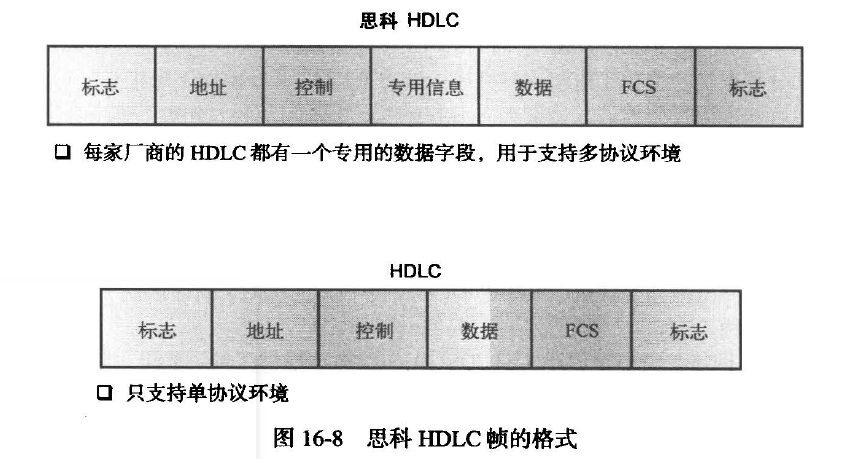 思科 HDLC
标志 地址 控制 专用信息 数据 FCS 标志
❑ 每家厂商的 HDLC 都有一个专用的数据字段，用于支持多协议环境
HDLC
标志 地址 控制 数据 FCS 标志
❑ 只支持单协议环境
图 16-8 思科 HDLC 帧的格式